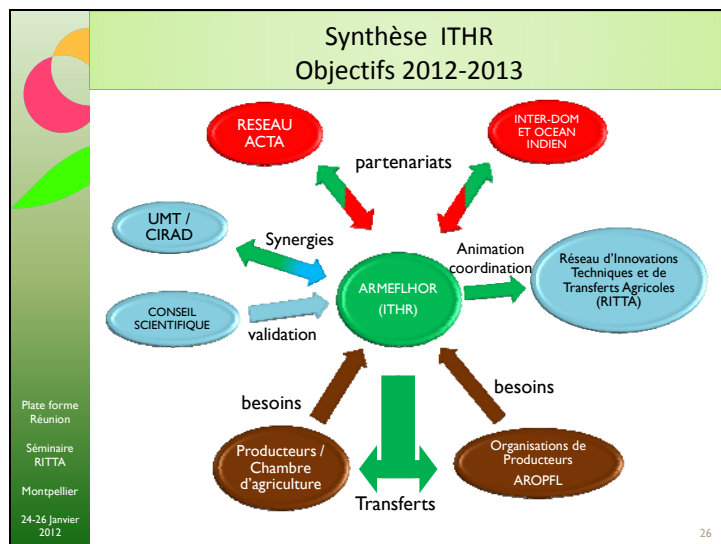 Synthèse ITHR
Objectifs 2012-2013
RESEAU
ACTA
INTER-DOM
ET OCEAN
INDIEN
partenariats
UMT /
CIRAD
Synergies
Animation
coordination
Réseau d'Innovations
Techniques et de
Transferts Agricoles
(RITTA)
ARMEFLHOR
(ITHR)
CONSEIL
SCIENTIFIQUE
validation
besoins
besoins
Producteurs /
Chambre
d'agriculture
Organisations de
Producteurs
AROPFL
Transferts
Plate forme
Réunion
Séminaire
RITTA
Montpellier
24-26 Janvier
2012
26